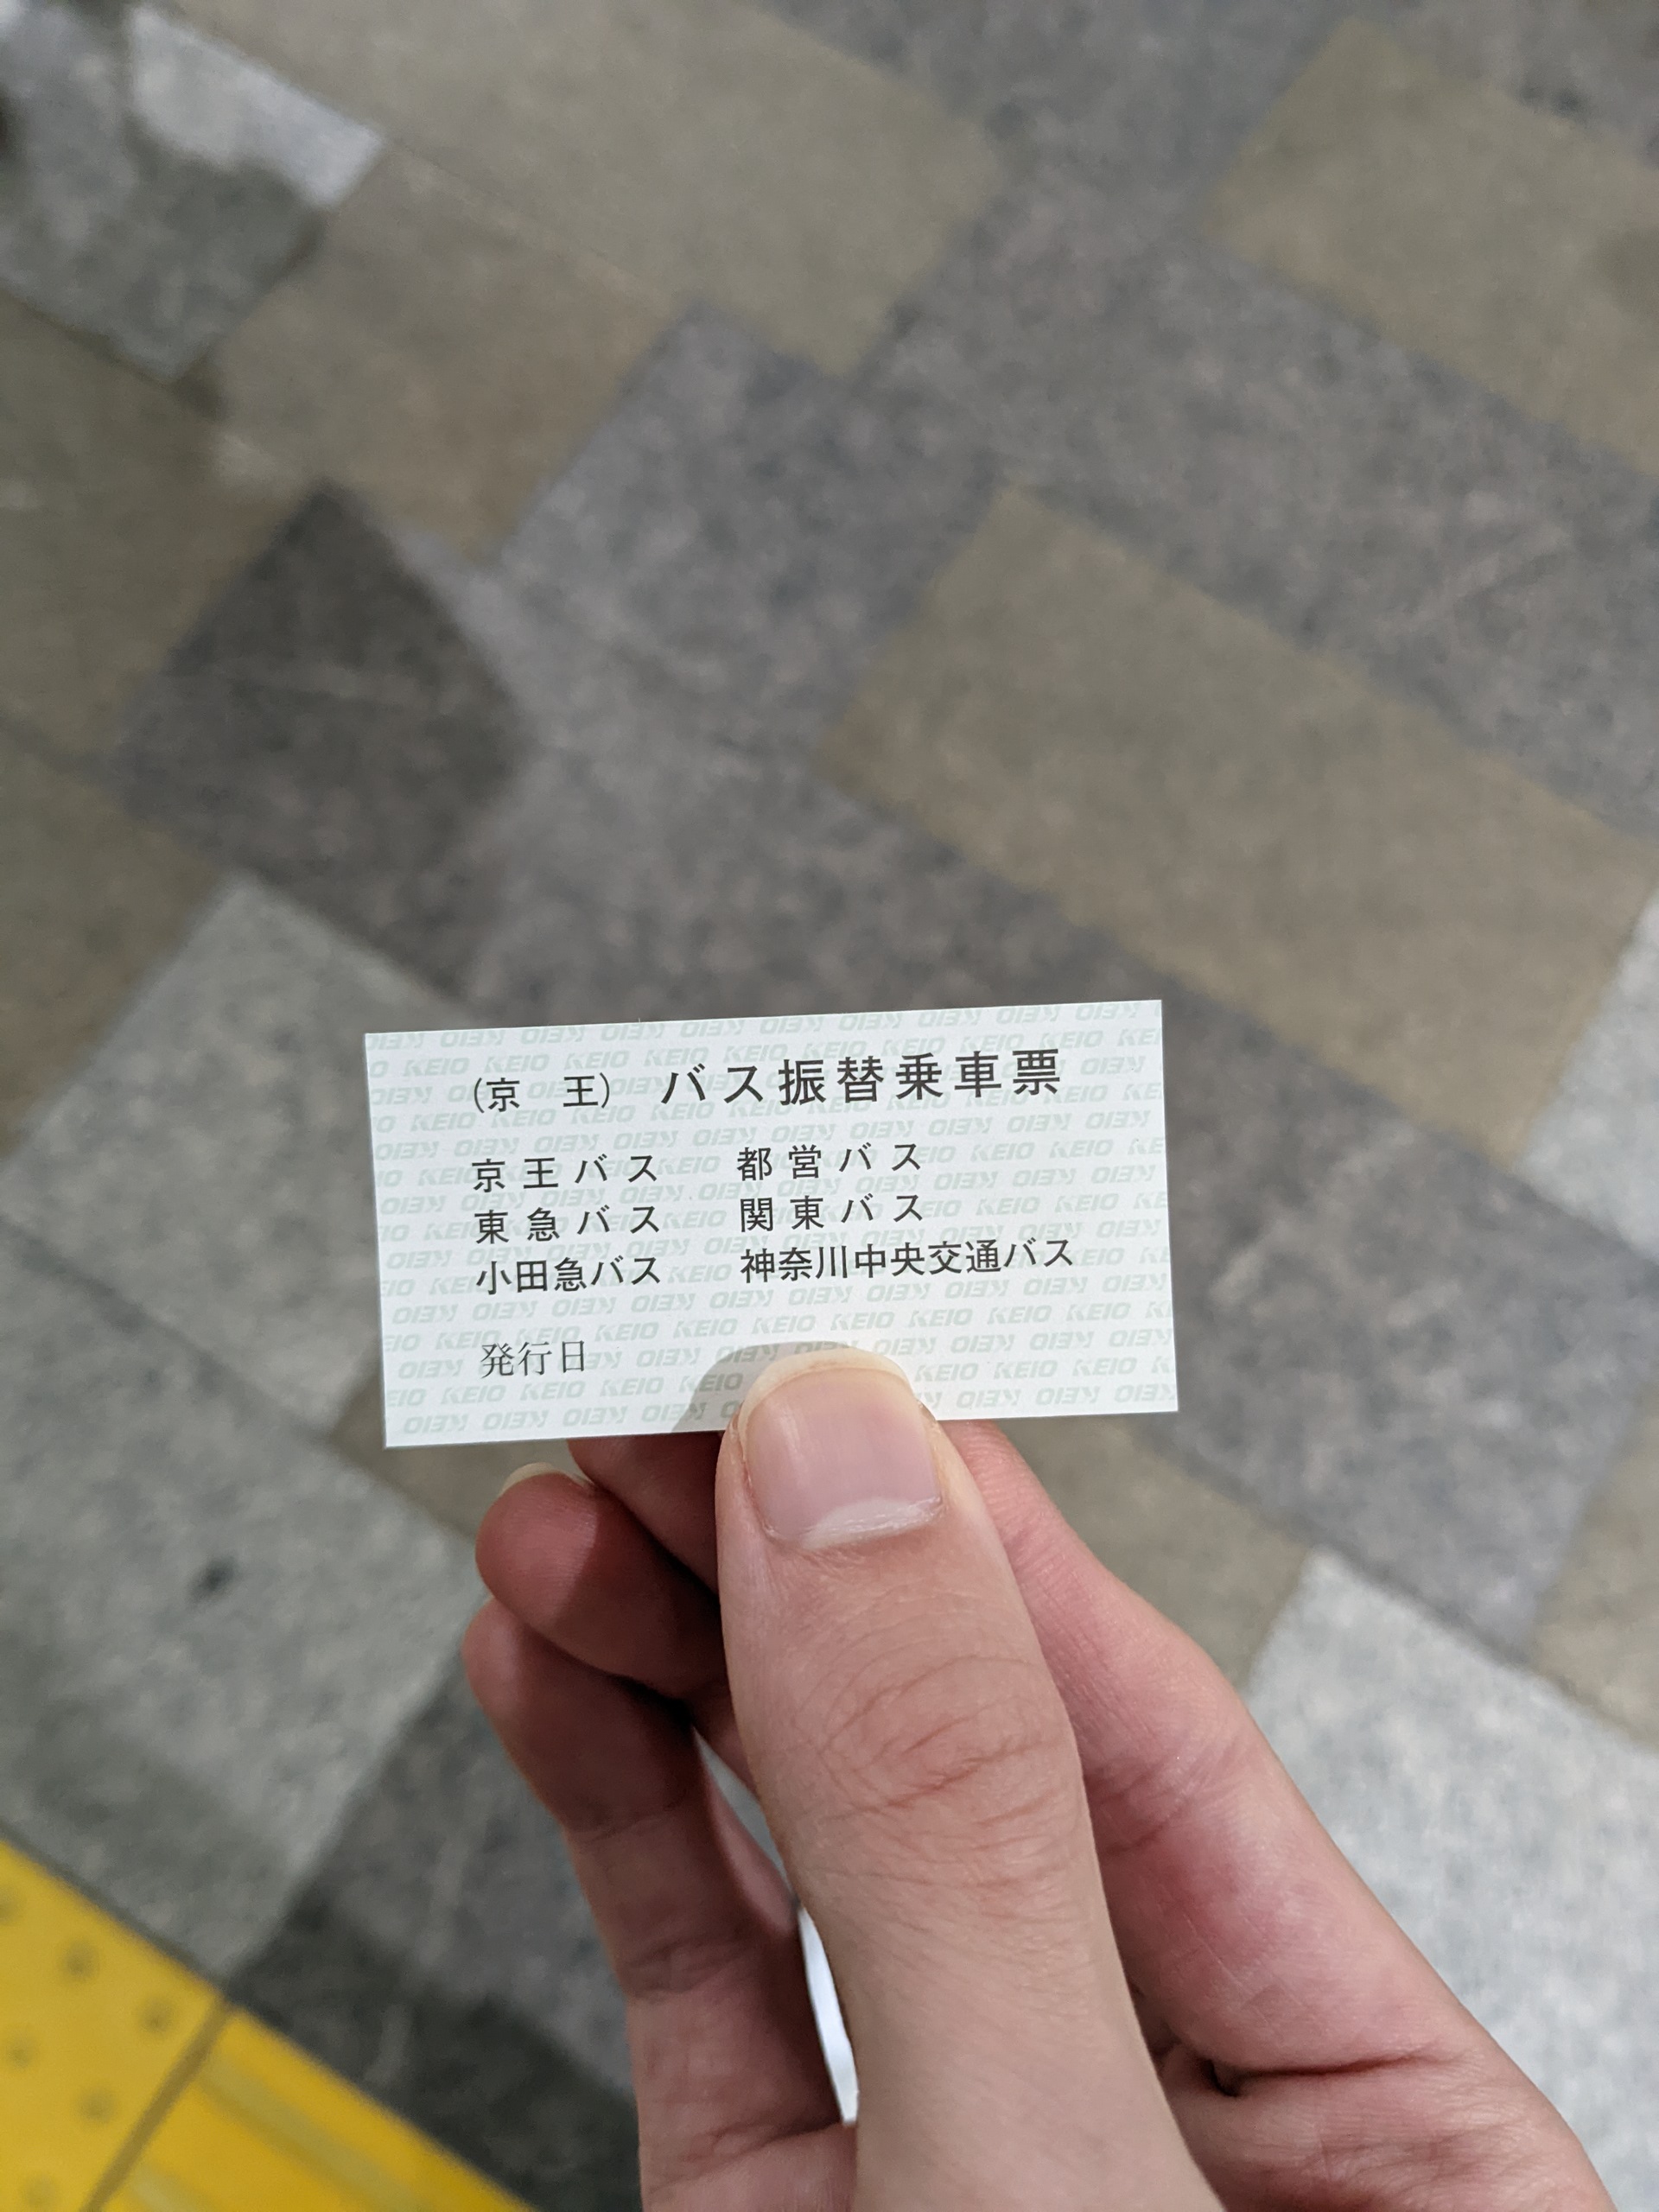 (京　王)　バス振替乗車票
京王バス　都営バス
東急バス　関東バス
小田急バス　神奈川中央交通バス
発行日